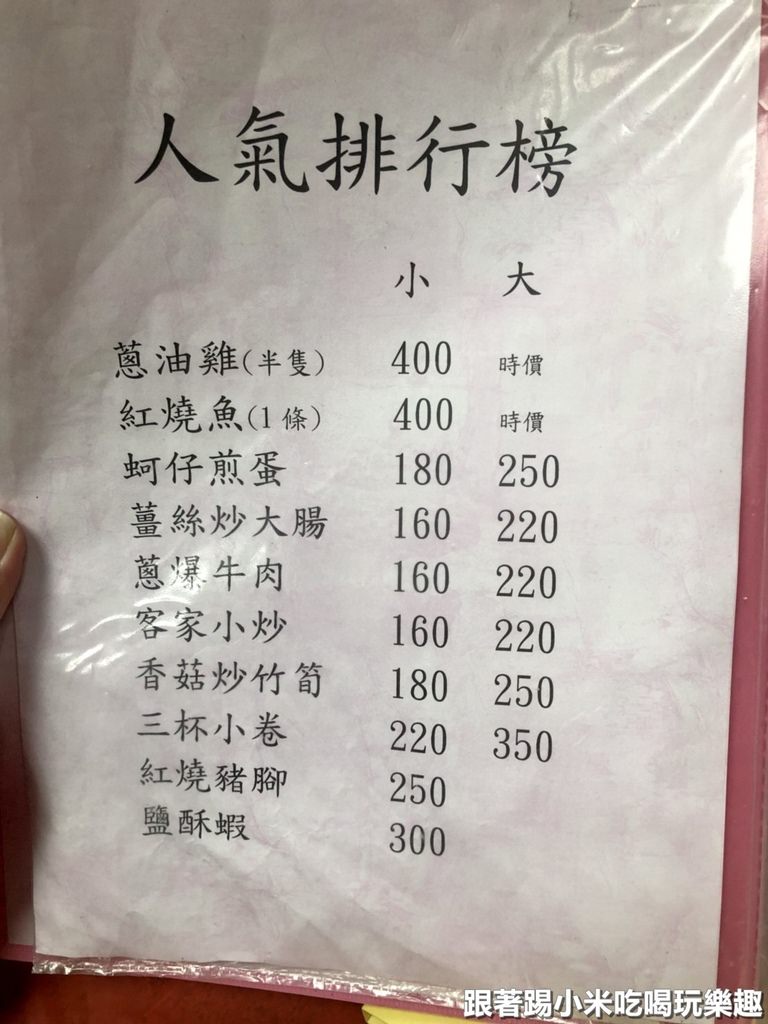 人氣排行榜
小 大
蔥油雞(半隻) 400 時價
紅燒魚(1條) 400 時價
蚵仔煎蛋 180 250
薑絲炒大腸 160 220
蔥爆牛肉 160 220
客家小炒 160 220
香菇炒竹筍 180 250
三杯小卷 220 350
紅燒豬腳 250
鹽酥蝦 300
跟著踢小米吃喝玩樂趣